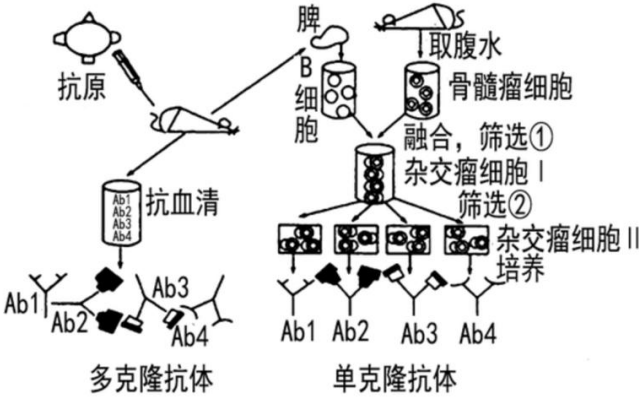 抗原
脾
B细胞
取腹水
骨髓瘤细胞
融合，筛选①
杂交瘤细胞Ⅰ
筛选②
杂交瘤细胞Ⅱ
培养
抗血清
Ab1
Ab2
Ab3
Ab4
Ab1
Ab2
Ab3
Ab4
多克隆抗体
Ab1 Ab2 Ab3 Ab4
单克隆抗体